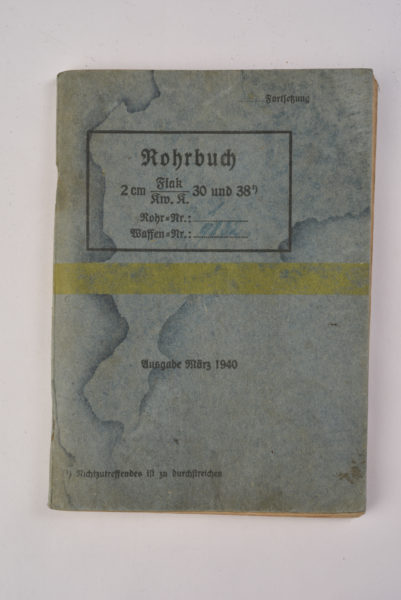 Fortsetzung
Rohrbuch
2 cm Flak 30 und 38¹)
Kw. K.
Rohr=Nr.:
Waffen=Nr.:
Ausgabe März 1940
¹) Nichtzutreffendes ist zu durchstreichen